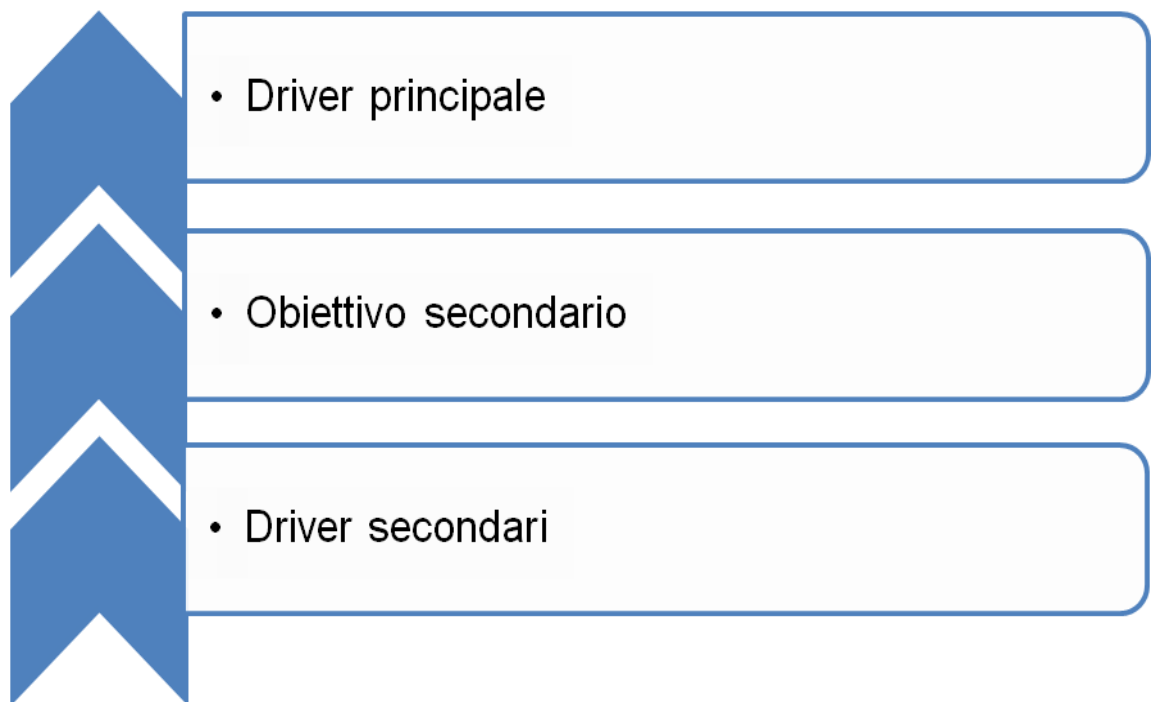 • Driver principale
• Obiettivo secondario
• Driver secondari